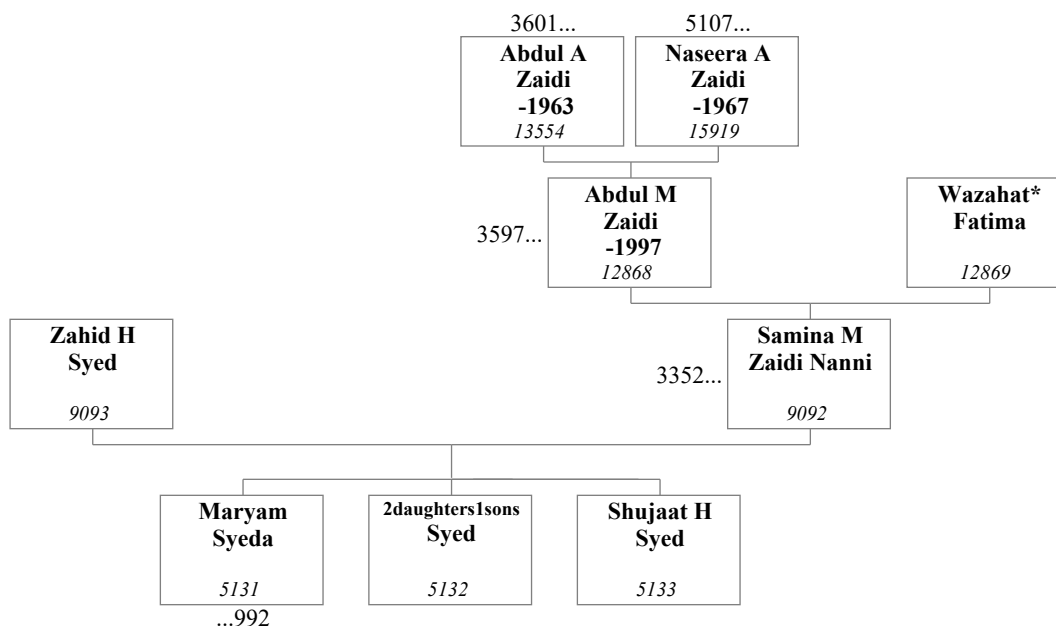 3601...
5107...
Abdul A
Zaidi
-1963
13554
Naseera A
Zaidi
-1967
15919
3597...
Abdul M
Zaidi
-1997
12868
Wazahat*
Fatima
12869
Zahid H
Syed
9093
3352...
Samina M
Zaidi Nanni
9092
Maryam
Syeda
5131
...992
2daughters1sons
Syed
5132
Shujaat H
Syed
5133